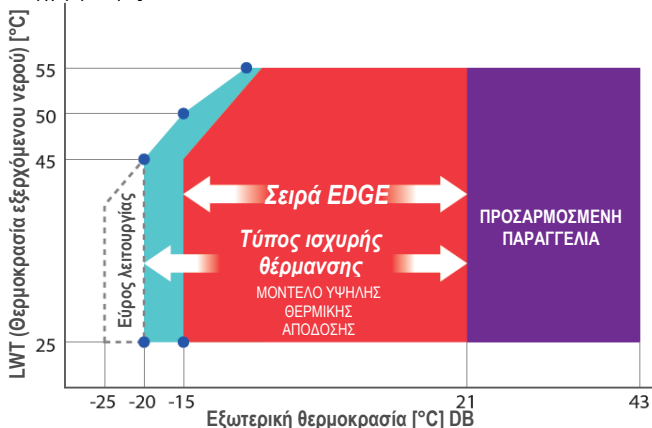 LWT (Θερμοκρασία εξερχόμενου νερού) [°C]
55
50
45
25
Εύρος λειτουργίας
Σειρά EDGE
Τύπος ισχυρής
θέρμανσης
ΜΟΝΤΕΛΟ ΥΨΗΛΗΣ
ΘΕΡΜΙΚΗΣ
ΑΠΟΔΟΣΗΣ
ΠΡΟΣΑΡΜΟΣΜΕΝΗ
ΠΑΡΑΓΓΕΛΙΑ
-25 -20 -15 21 43
Εξωτερική θερμοκρασία [°C] DB